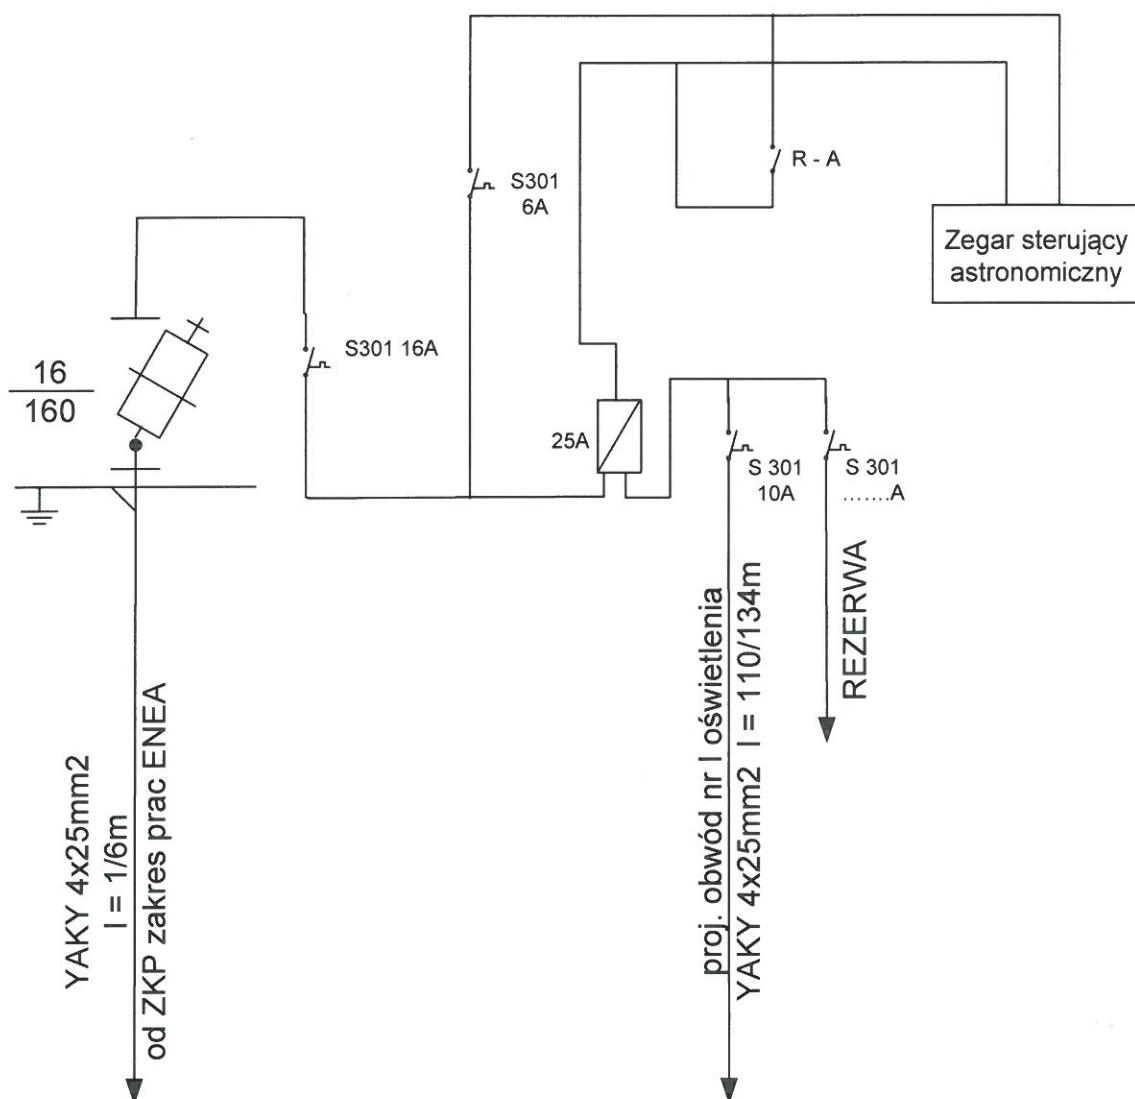 R - A
S301
6A
Zegar sterujący
astronomiczny
S301 16A
16
160
25A
S 301
10A
S 301
.......A
YAKY 4x25mm2
l = 1/6m
od ZKP zakres prac ENEA
proj. obwód nr I oświetlenia
YAKY 4x25mm2 l = 110/134m
REZERWA